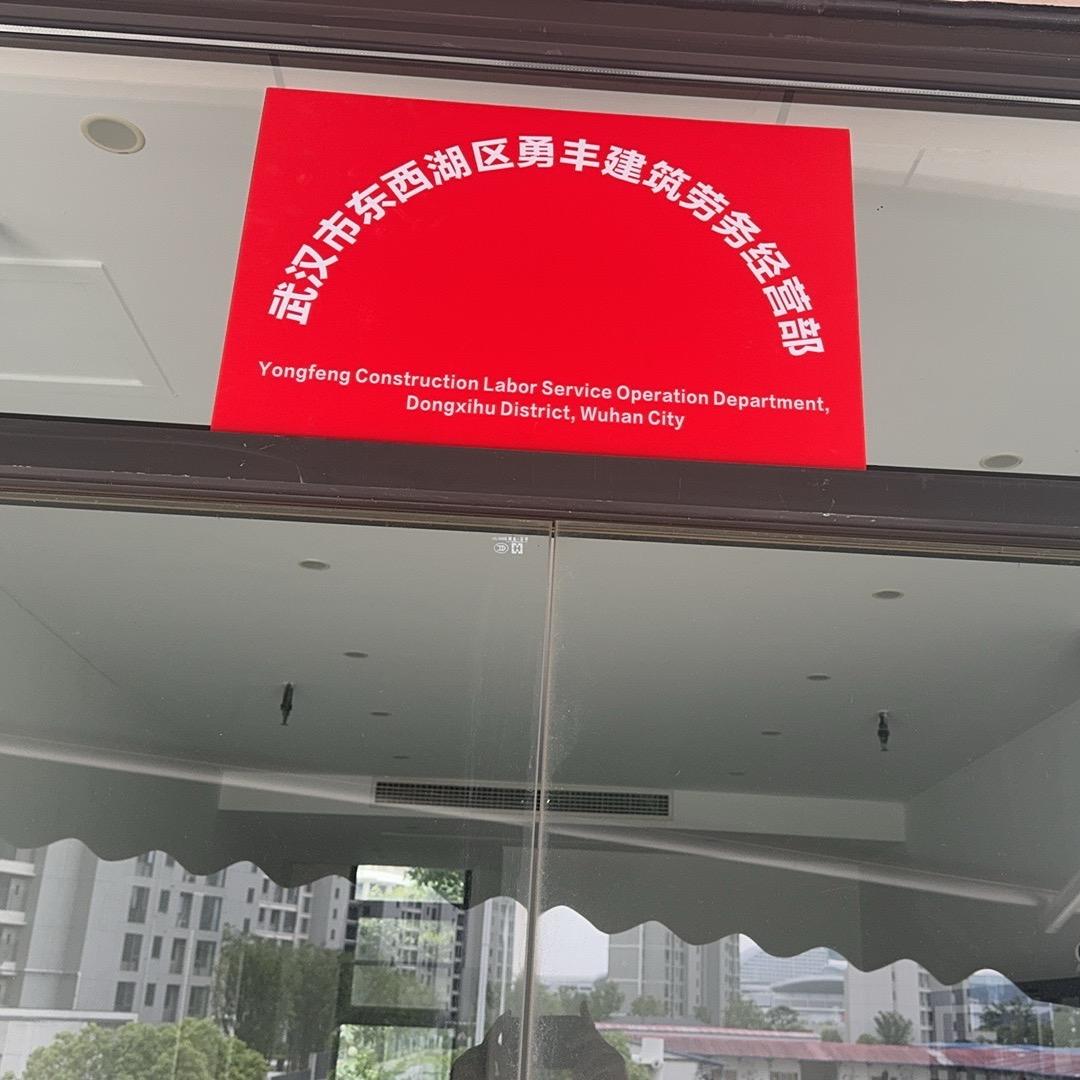 武汉市东西湖区勇丰建筑劳务经营部
Yongfeng Construction Labor Service Operation Department,
Dongxihu District, Wuhan City